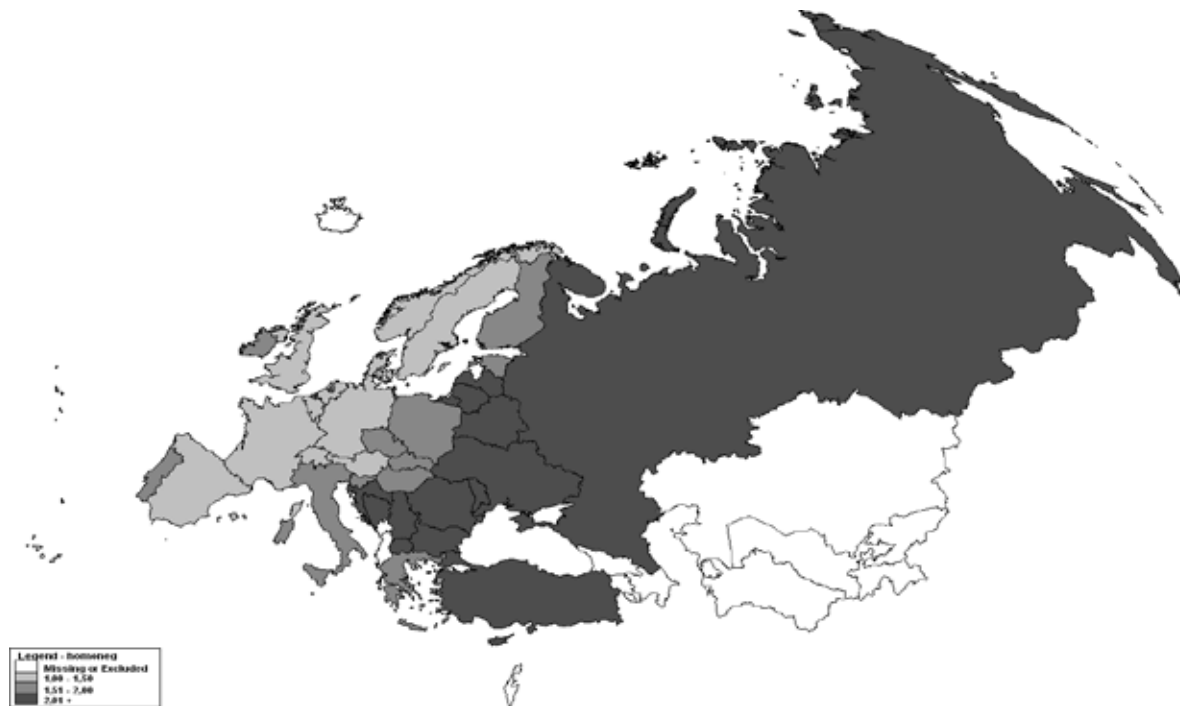 Legend - homoneg
Missing or Excluded
1,00 - 1,50
1,51 - 2,00
2,01 +